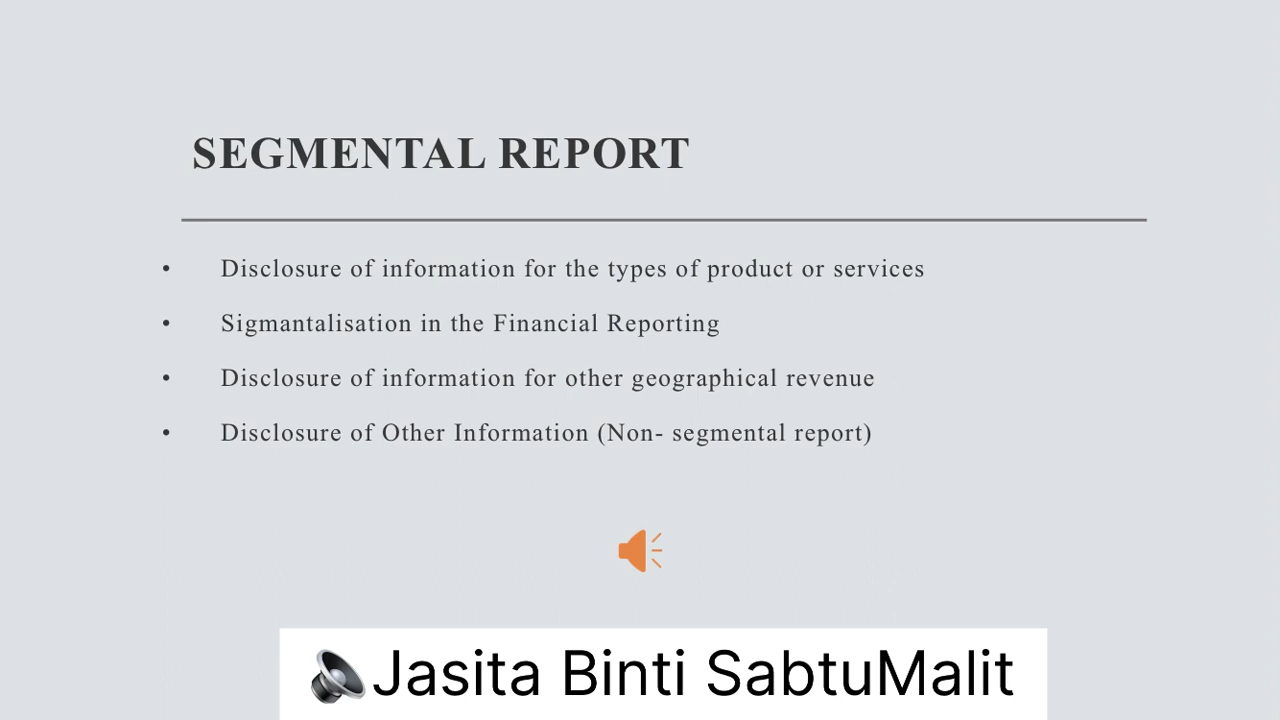 SEGMENTAL REPORT
• Disclosure of information for the types of product or services
• Sigmantalisation in the Financial Reporting
• Disclosure of information for other geographical revenue
• Disclosure of Other Information (Non- segmental report)
🔊Jasita Binti SabtuMalit